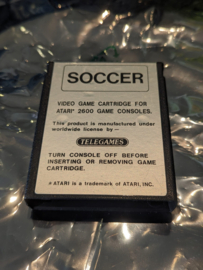 SOCCER
VIDEO GAME CARTRIDGE FOR
ATARI® 2600 GAME CONSOLES.
This product is manufactured under
worldwide license by —
TELEGAMES
TURN CONSOLE OFF BEFORE
INSERTING OR REMOVING GAME
CARTRIDGE.
ATARI is a trademark of ATARI, INC.